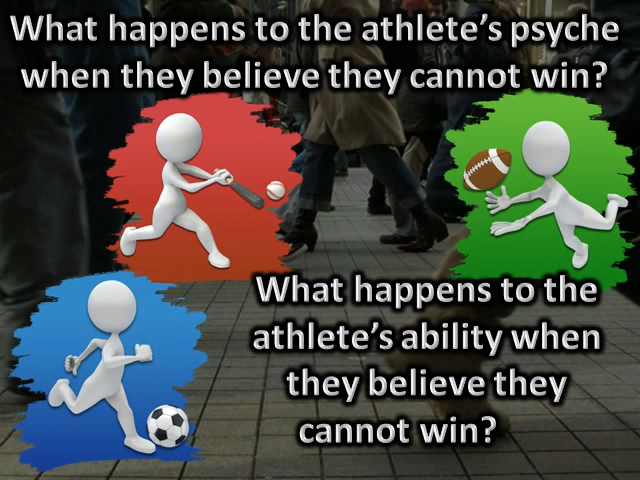 What happens to the athlete’s psyche
when they believe they cannot win?
What happens to the
athlete’s ability when
they believe they
cannot win?